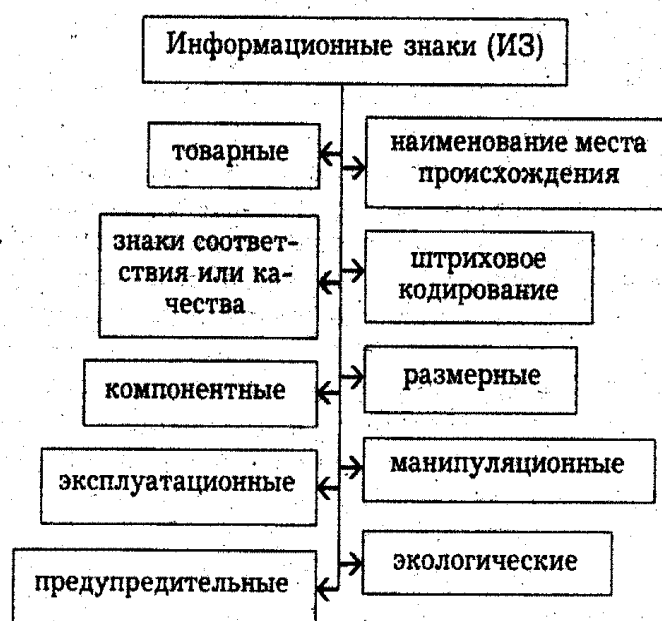 Информационные знаки (ИЗ)
товарные
наименование места
происхождения
знаки соответ-
ствия или ка-
чества
штриховое
кодирование
компонентные
размерные
эксплуатационные
манипуляционные
предупредительные
экологические